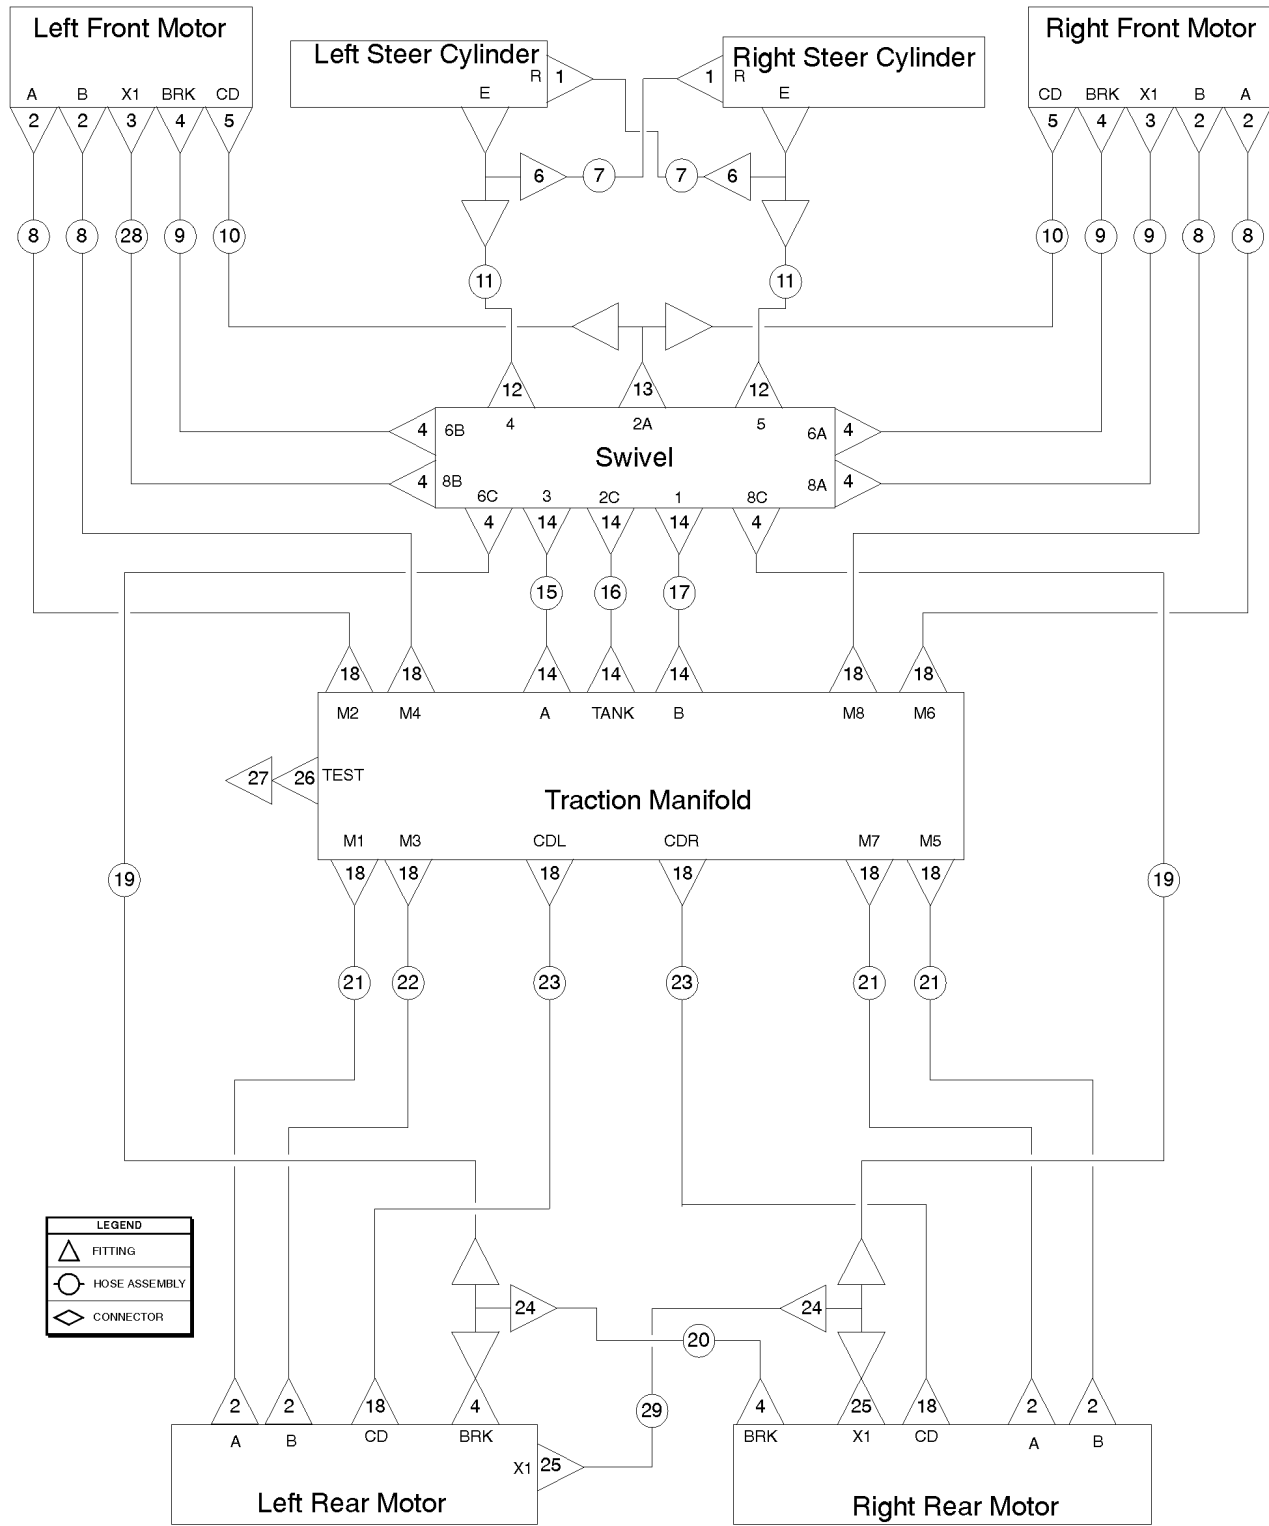 Left Front Motor
A B X1 BRK CD
2 2 3 4 5
Left Steer Cylinder
R 1
E
Right Steer Cylinder
1 R
E
Right Front Motor
CD BRK X1 B A
5 4 3 2 2
6 7 7 6
8 8 28 9 10
10 9 9 8 8
11 11
12 13 12
4 2A 5
4 6B
6A 4
Swivel
4 8B
8A 4
6C 3 2C 1 8C
4 14 14 14 4
15 16 17
18 18 14 14 14 18 18
M2 M4 A TANK B M8 M6
27 26 TEST
Traction Manifold
M1 M3 CDL CDR M7 M5
18 18 18 18 18 18
19 19
21 22 23 23 21 21
LEGEND
FITTING
HOSE ASSEMBLY
CONNECTOR
24 24
20
2 2 18 4
29
4 25 18 2 2
A B CD BRK
X1 25
Left Rear Motor
BRK X1 CD A B
Right Rear Motor